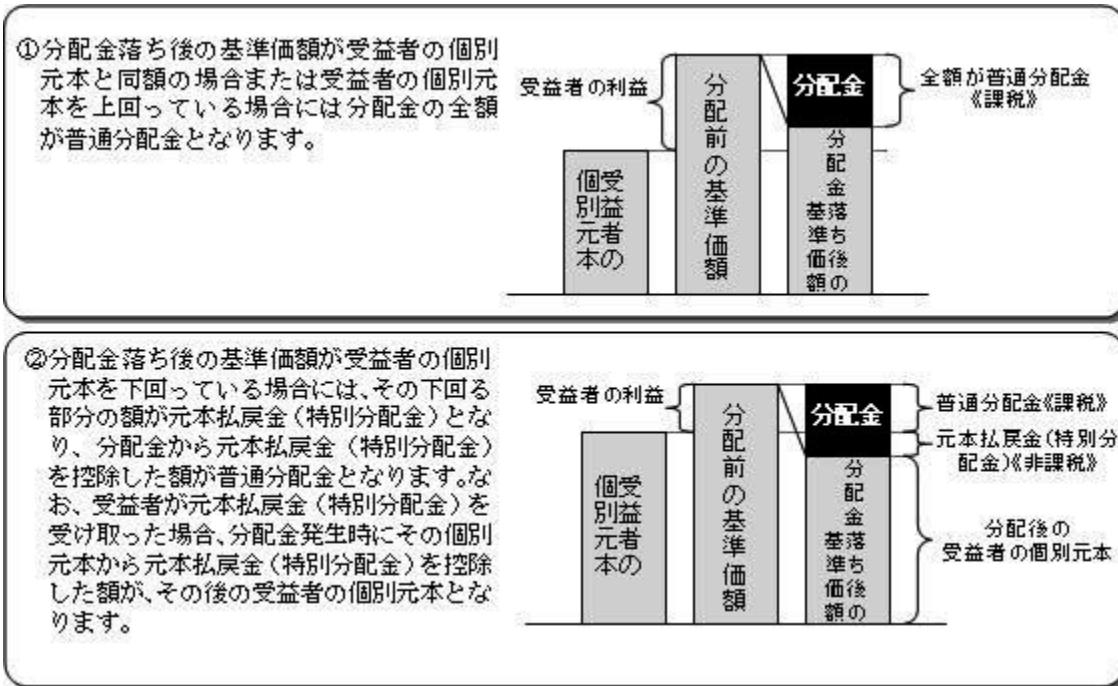 ①分配金落ち後の基準価額が受益者の個別
元本と同額の場合または受益者の個別元
本を上回っている場合には分配金の全額
が普通分配金となります。
受益者の利益
受益者の
個別元本
分配前の基準価額
分配金
分配金落ち後の
基準価額
全額が普通分配金
《課税》
②分配金落ち後の基準価額が受益者の個別
元本を下回っている場合には、その下回る
部分の額が元本払戻金(特別分配金)とな
り、分配金から元本払戻金(特別分配金)
を控除した額が普通分配金となります。な
お、受益者が元本払戻金(特別分配金)を
受け取った場合、分配金発生時にその個別
元本から元本払戻金(特別分配金)を控除
した額が、その後の受益者の個別元本とな
ります。
受益者の利益
受益者の
個別元本
分配前の基準価額
分配金
分配金落ち後の
基準価額
普通分配金《課税》
元本払戻金(特別分
配金)《非課税》
分配後の
受益者の個別元本